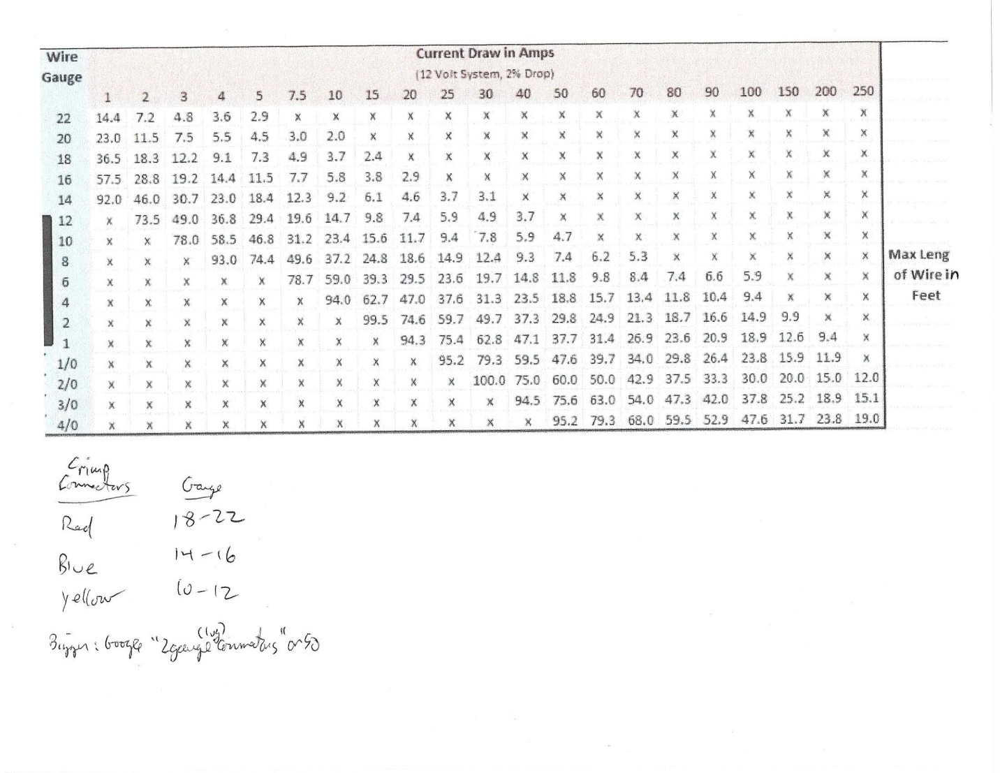 Wire Current Draw in Amps
Gauge (12 Volt System, 2% Drop)
1 2 3 4 5 7.5 10 15 20 25 30 40 50 60 70 80 90 100 150 200 250
22 14.4 7.2 4.8 3.6 2.9 x x x x x x x x x x x x x x x x
20 23.0 11.5 7.5 5.5 4.5 3.0 2.0 x x x x x x x x x x x x x x
18 36.5 18.3 12.2 9.1 7.3 4.9 3.7 2.4 x x x x x x x x x x x x x
16 57.5 28.8 19.2 14.4 11.5 7.7 5.8 3.8 2.9 x x x x x x x x x x x x
14 92.0 46.0 30.7 23.0 18.4 12.3 9.2 6.1 4.6 3.7 3.1 x x x x x x x x x x
12 x 73.5 49.0 36.8 29.4 19.6 14.7 9.8 7.4 5.9 4.9 3.7 x x x x x x x x x
10 x x 78.0 58.5 46.8 31.2 23.4 15.6 11.7 9.4 7.8 5.9 4.7 x x x x x x x x
8 x x x 93.0 74.4 49.6 37.2 24.8 18.6 14.9 12.4 9.3 7.4 6.2 5.3 x x x x x x Max Leng
6 x x x x x 78.7 59.0 39.3 29.5 23.6 19.7 14.8 11.8 9.8 8.4 7.4 6.6 5.9 x x x of Wire in
4 x x x x x x 94.0 62.7 47.0 37.6 31.3 23.5 18.8 15.7 13.4 11.8 10.4 9.4 x x x Feet
2 x x x x x x x 99.5 74.6 59.7 49.7 37.3 29.8 24.9 21.3 18.7 16.6 14.9 9.9 x x
1 x x x x x x x x 94.3 75.4 62.8 47.1 37.7 31.4 26.9 23.6 20.9 18.9 12.6 9.4 x
1/0 x x x x x x x x x 95.2 79.3 59.5 47.6 39.7 34.0 29.8 26.4 23.8 15.9 11.9 x
2/0 x x x x x x x x x x 100.0 75.0 60.0 50.0 42.9 37.5 33.3 30.0 20.0 15.0 12.0
3/0 x x x x x x x x x x x 94.5 75.6 63.0 54.0 47.3 42.0 37.8 25.2 18.9 15.1
4/0 x x x x x x x x x x x x 95.2 79.3 68.0 59.5 52.9 47.6 31.7 23.8 19.0
Crimp
Connectors Gauge
Red 18-22
Blue 14-16
Yellow 10-12
(lug)
Bigger: Google "2 gauge connectors" or so